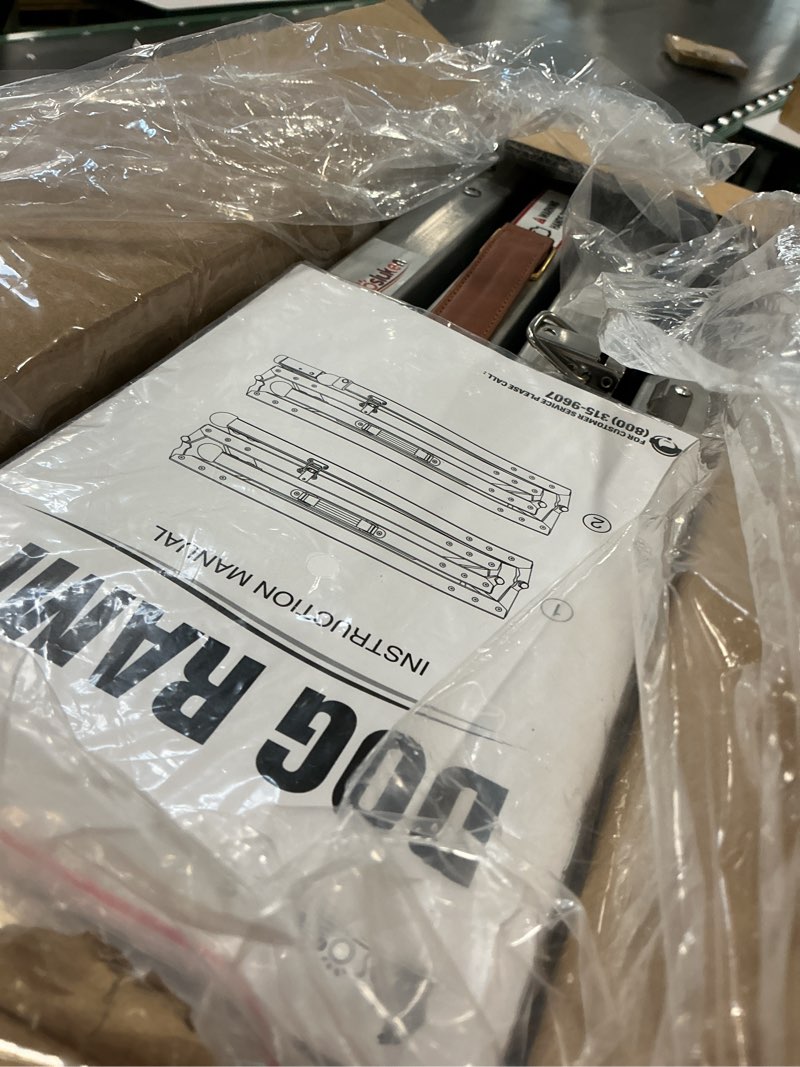 DOG RAMP
INSTRUCTION MANUAL
1
2
FOR CUSTOMER SERVICE PLEASE CALL:
(800) 315-9607